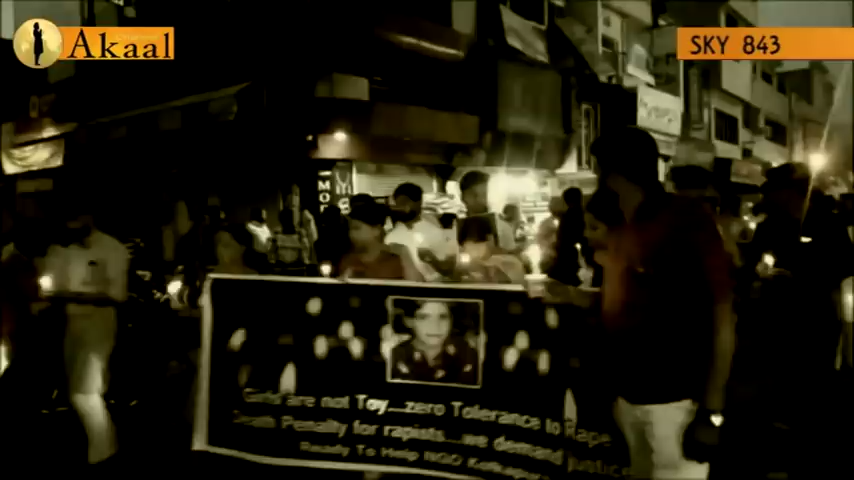 Akaal
SKY 843
MO
Girls are not Toy....zero Tolerance to Rape
Death Penalty for rapists....we demand justice
Ready To Help NGO